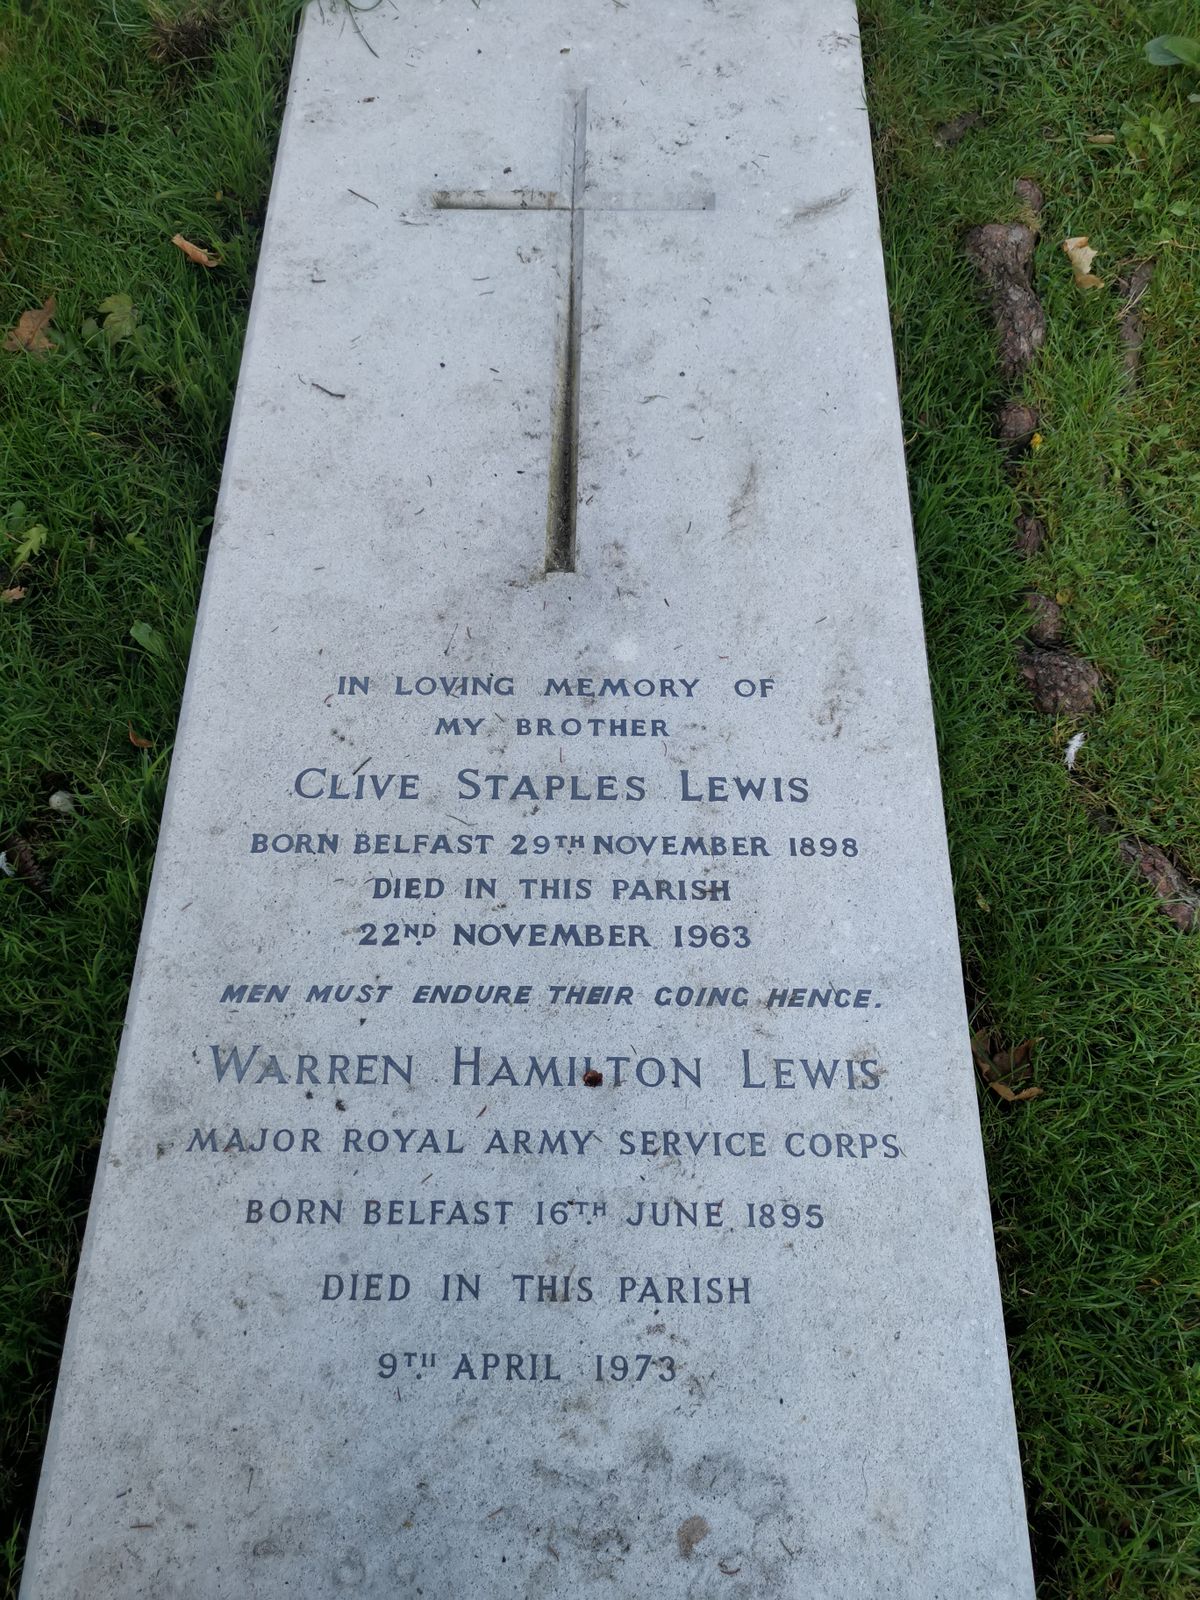 IN LOVING MEMORY OF
MY BROTHER
CLIVE STAPLES LEWIS
BORN BELFAST 29TH NOVEMBER 1898
DIED IN THIS PARISH
22ND NOVEMBER 1963
MEN MUST ENDURE THEIR GOING HENCE.
WARREN HAMILTON LEWIS
MAJOR ROYAL ARMY SERVICE CORPS
BORN BELFAST 16TH JUNE 1895
DIED IN THIS PARISH
9TH APRIL 1973